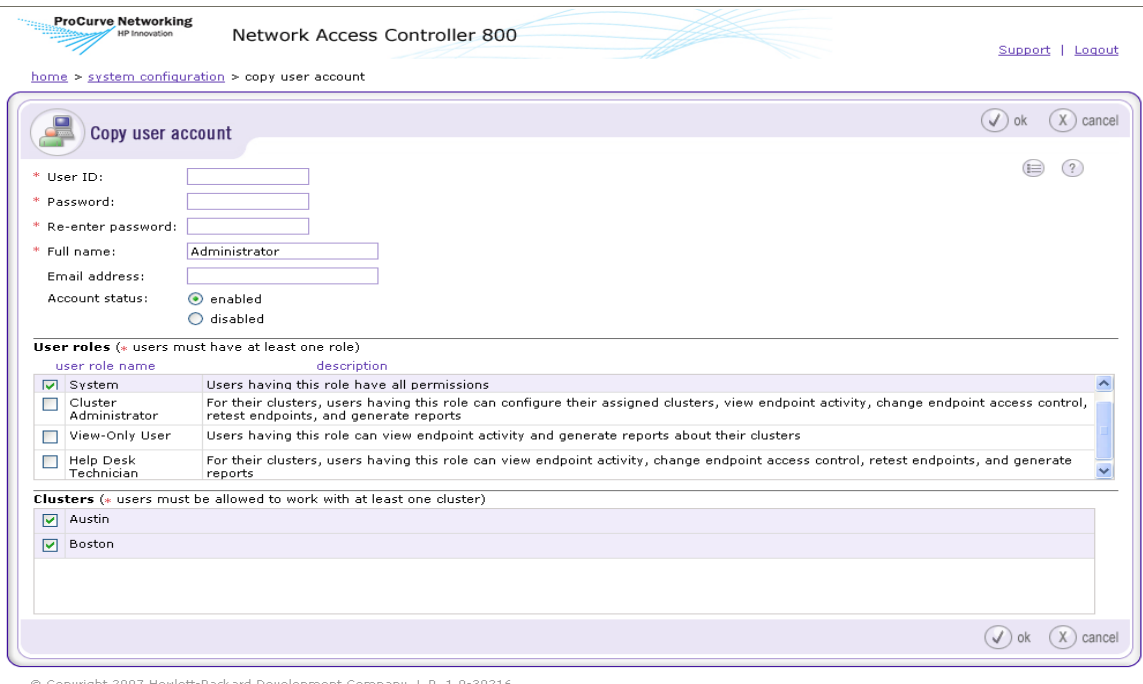 ProCurve Networking
HP Innovation
Network Access Controller 800
Support | Logout
home > system configuration > copy user account
Copy user account
ok cancel
* User ID:
* Password:
* Re-enter password:
* Full name: Administrator
Email address:
Account status: enabled
disabled
User roles (* users must have at least one role)
user role name description
System Users having this role have all permissions
Cluster Administrator For their clusters, users having this role can configure their assigned clusters, view endpoint activity, change endpoint access control,
retest endpoints, and generate reports
View-Only User Users having this role can view endpoint activity and generate reports about their clusters
Help Desk Technician For their clusters, users having this role can view endpoint activity, change endpoint access control, retest endpoints, and generate
reports
Clusters (* users must be allowed to work with at least one cluster)
Austin
Boston
ok cancel
© Copyright 2007 Hewlett-Packard Development Company, L.P.